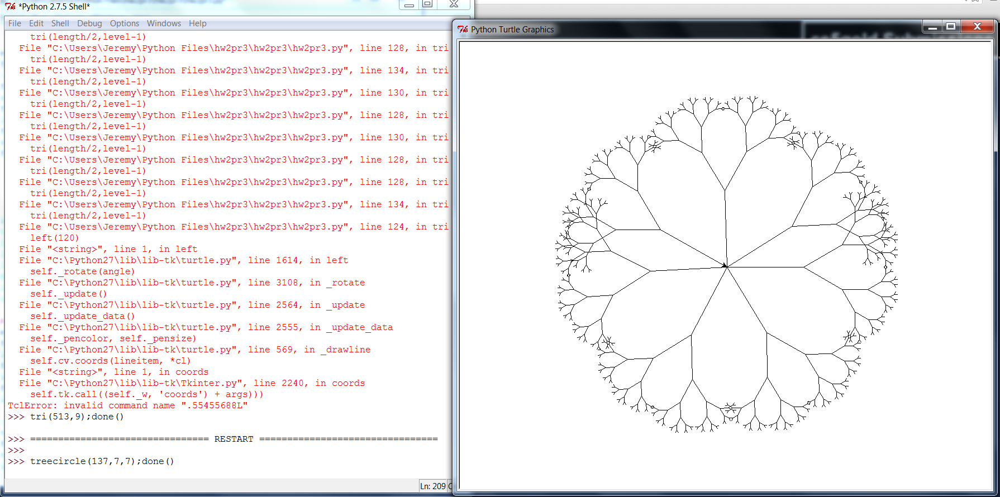 *Python 2.7.5 Shell*
File Edit Shell Debug Options Windows Help
tri(length/2,level-1)
File "C:\Users\Jeremy\Python Files\hw2pr3\hw2pr3\hw2pr3.py", line 128, in tri
tri(length/2,level-1)
File "C:\Users\Jeremy\Python Files\hw2pr3\hw2pr3\hw2pr3.py", line 134, in tri
tri(length/2,level-1)
File "C:\Users\Jeremy\Python Files\hw2pr3\hw2pr3\hw2pr3.py", line 130, in tri
tri(length/2,level-1)
File "C:\Users\Jeremy\Python Files\hw2pr3\hw2pr3\hw2pr3.py", line 128, in tri
tri(length/2,level-1)
File "C:\Users\Jeremy\Python Files\hw2pr3\hw2pr3\hw2pr3.py", line 130, in tri
tri(length/2,level-1)
File "C:\Users\Jeremy\Python Files\hw2pr3\hw2pr3\hw2pr3.py", line 128, in tri
tri(length/2,level-1)
File "C:\Users\Jeremy\Python Files\hw2pr3\hw2pr3\hw2pr3.py", line 128, in tri
tri(length/2,level-1)
File "C:\Users\Jeremy\Python Files\hw2pr3\hw2pr3\hw2pr3.py", line 134, in tri
tri(length/2,level-1)
File "C:\Users\Jeremy\Python Files\hw2pr3\hw2pr3\hw2pr3.py", line 124, in tri
left(120)
File "<string>", line 1, in left
File "C:\Python27\lib\lib-tk\turtle.py", line 1614, in left
self._rotate(angle)
File "C:\Python27\lib\lib-tk\turtle.py", line 3108, in _rotate
self._update()
File "C:\Python27\lib\lib-tk\turtle.py", line 2564, in _update
self._update_data()
File "C:\Python27\lib\lib-tk\turtle.py", line 2555, in _update_data
self._pencolor, self._pensize)
File "C:\Python27\lib\lib-tk\turtle.py", line 569, in _drawline
self.cv.coords(lineitem, *cl)
File "<string>", line 1, in coords
File "C:\Python27\lib\lib-tk\Tkinter.py", line 2240, in coords
self.tk.call((self._w, 'coords') + args)))
TclError: invalid command name ".55455688L"
>>> tri(513,9);done()
>>> ================================ RESTART ================================
>>>
>>> treecircle(137,7,7);done()
Ln: 209
Python Turtle Graphics